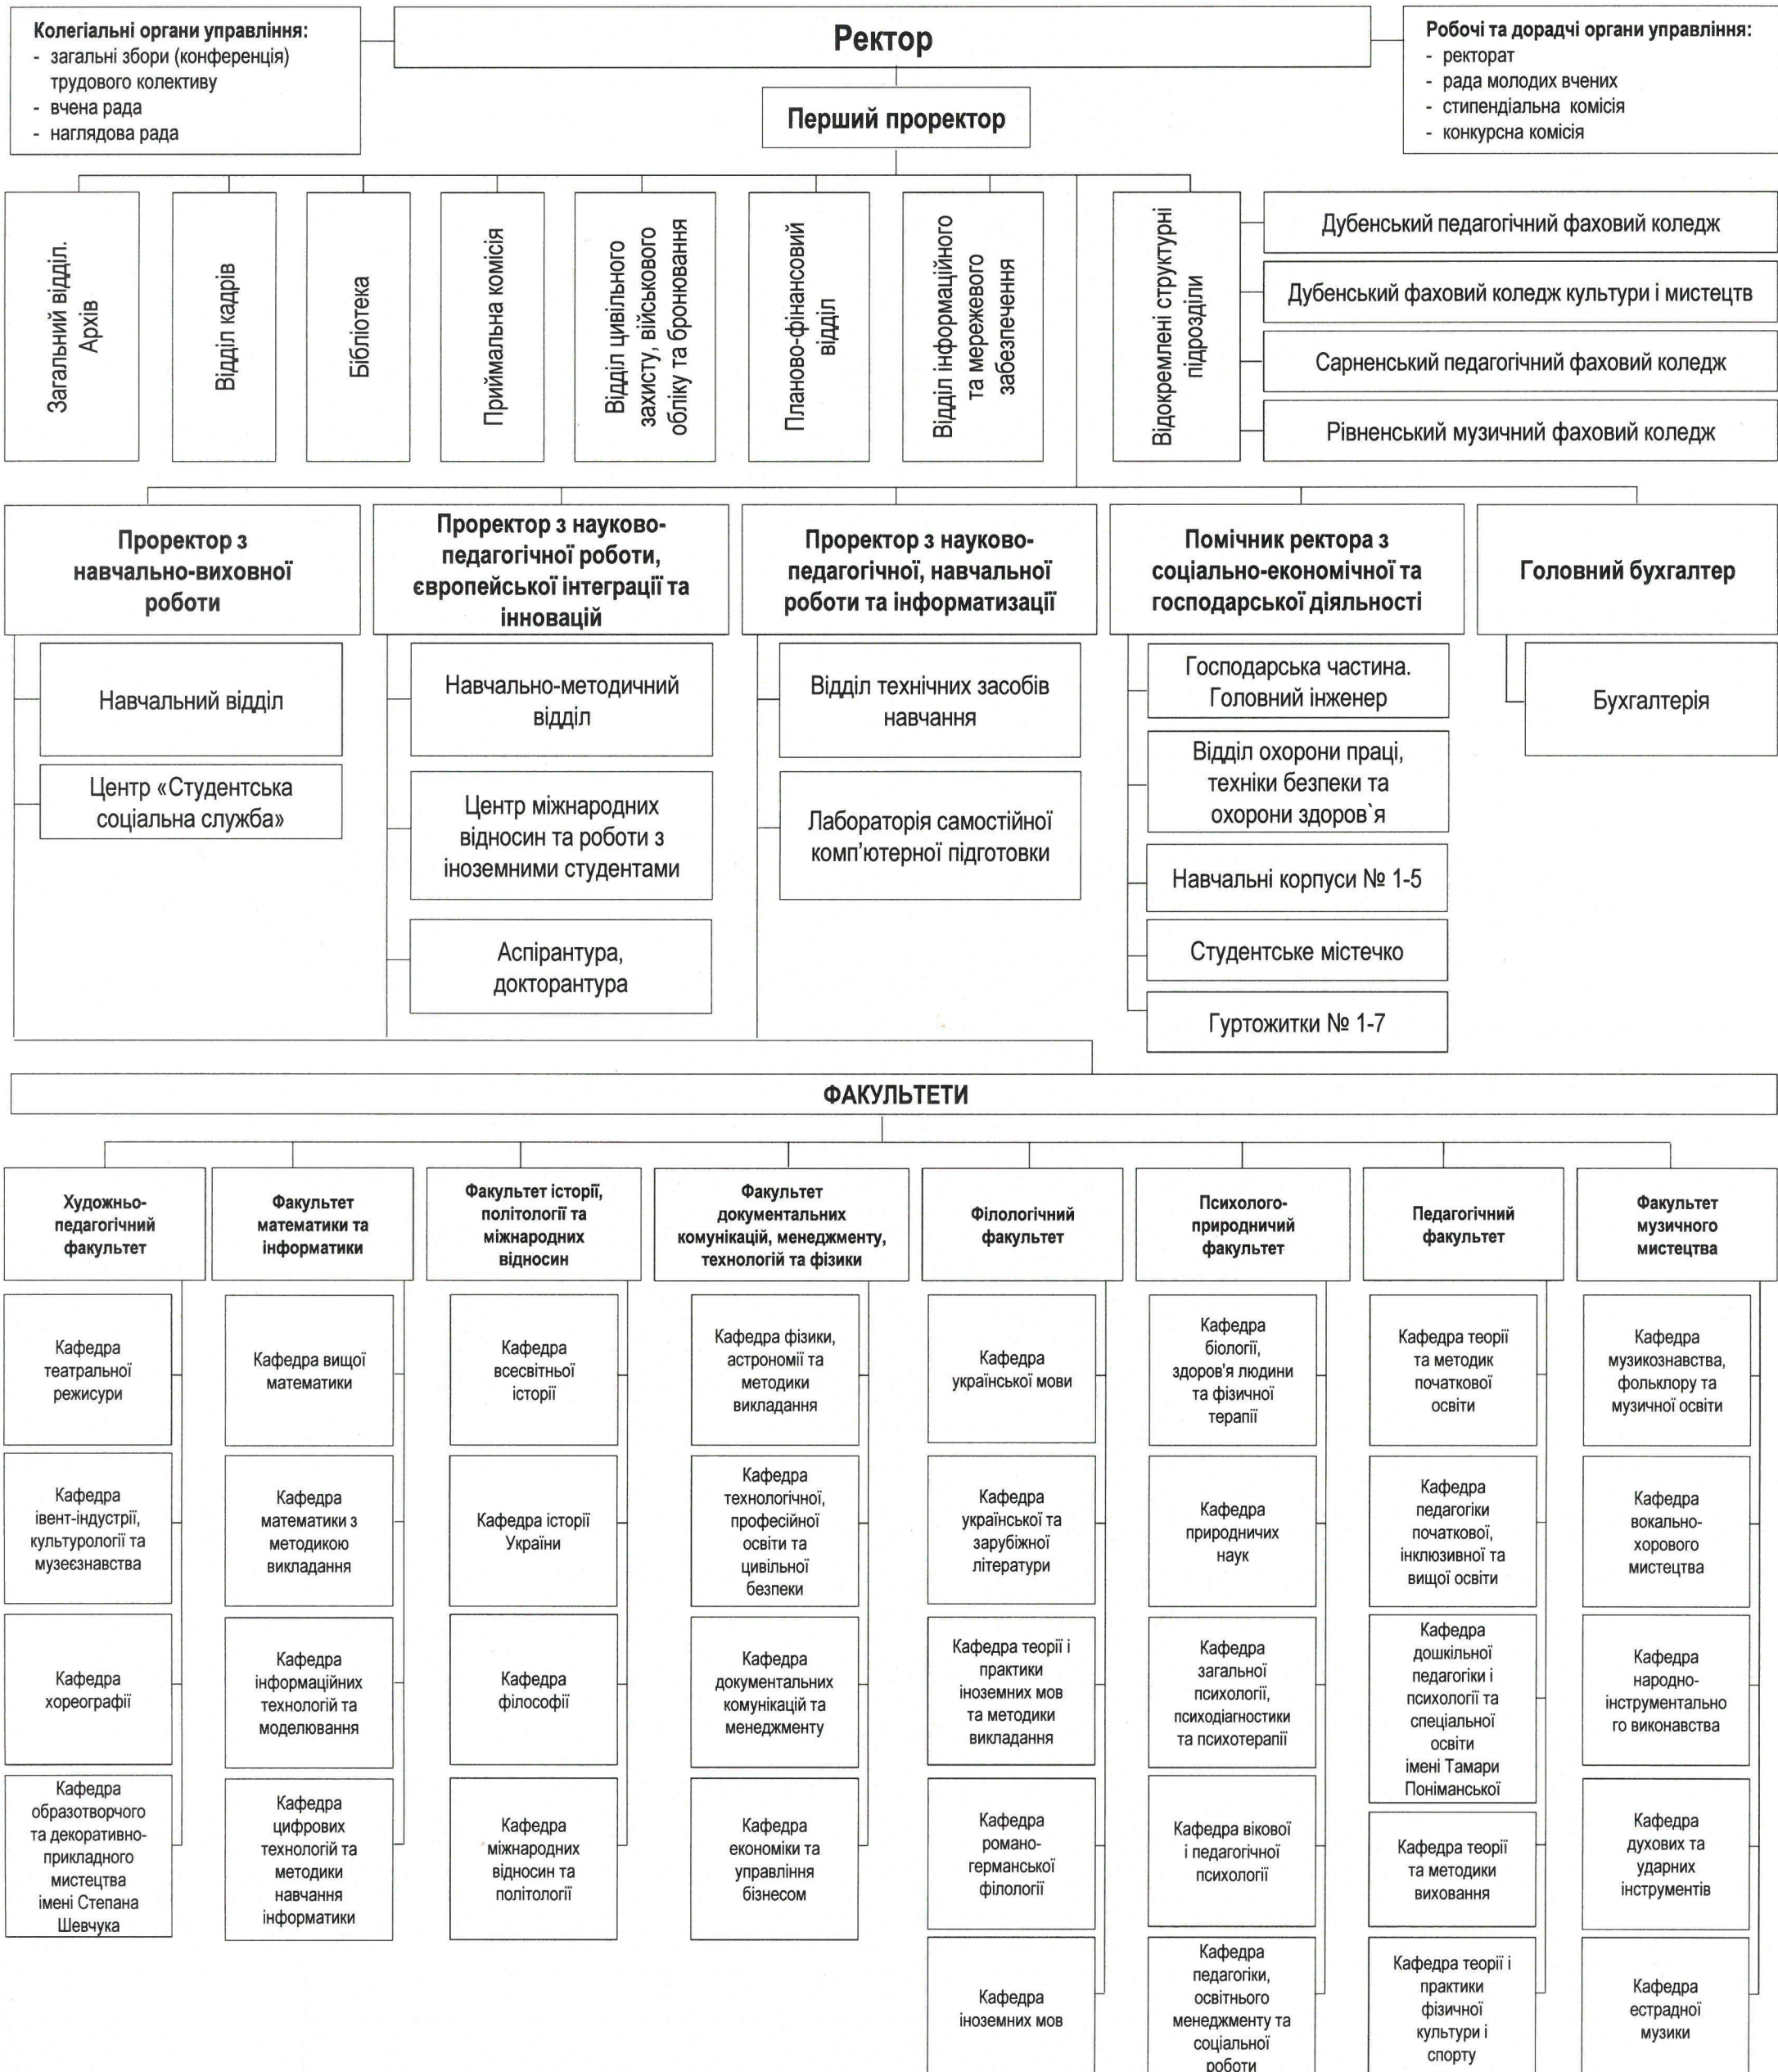 Колегіальні органи управління:
- загальні збори (конференція)
трудового колективу
- вчена рада
- наглядова рада
Ректор
Робочі та дорадчі органи управління:
- ректорат
- рада молодих вчених
- стипендіальна комісія
- конкурсна комісія
Перший проректор
Загальний відділ.
Архів
Відділ кадрів
Бібліотека
Приймальна комісія
Відділ цивільного
захисту, військового
обліку та бронювання
Планово-фінансовий
відділ
Відділ інформаційного
та мережевого
забезпечення
Відокремлені структурні
підрозділи
Дубенський педагогічний фаховий коледж
Дубенський фаховий коледж культури і мистецтв
Сарненський педагогічний фаховий коледж
Рівненський музичний фаховий коледж
Проректор з
навчально-виховної
роботи
Навчальний відділ
Центр «Студентська
соціальна служба»
Проректор з науково-
педагогічної роботи,
європейської інтеграції та
інновацій
Навчально-методичний
відділ
Центр міжнародних
відносин та роботи з
іноземними студентами
Аспірантура,
докторантура
Проректор з науково-
педагогічної, навчальної
роботи та інформатизації
Відділ технічних засобів
навчання
Лабораторія самостійної
комп’ютерної підготовки
Помічник ректора з
соціально-економічної та
господарської діяльності
Господарська частина.
Головний інженер
Відділ охорони праці,
техніки безпеки та
охорони здоров`я
Навчальні корпуси № 1-5
Студентське містечко
Гуртожитки № 1-7
Головний бухгалтер
Бухгалтерія
ФАКУЛЬТЕТИ
Художньо-
педагогічний
факультет
Кафедра
театральної
режисури
Кафедра
івент-індустрії,
культурології та
музеєзнавства
Кафедра
хореографії
Кафедра
образотворчого
та декоративно-
прикладного
мистецтва
імені Степана
Шевчука
Факультет
математики та
інформатики
Кафедра вищої
математики
Кафедра
математики з
методикою
викладання
Кафедра
інформаційних
технологій та
моделювання
Кафедра
цифрових
технологій та
методики
навчання
інформатики
Факультет історії,
політології та
міжнародних
відносин
Кафедра
всесвітньої
історії
Кафедра історії
України
Кафедра
філософії
Кафедра
міжнародних
відносин та
політології
Факультет
документальних
комунікацій, менеджменту,
технологій та фізики
Кафедра фізики,
астрономії та
методики
викладання
Кафедра
технологічної,
професійної
освіти та
цивільної
безпеки
Кафедра
документальних
комунікацій та
менеджменту
Кафедра
економіки та
управління
бізнесом
Філологічний
факультет
Кафедра
української мови
Кафедра
української та
зарубіжної
літератури
Кафедра теорії і
практики
іноземних мов
та методики
викладання
Кафедра
романо-
германської
філології
Кафедра
іноземних мов
Психолого-
природничий
факультет
Кафедра
біології,
здоров'я людини
та фізичної
терапії
Кафедра
природничих
наук
Кафедра
загальної
психології,
психодіагностики
та психотерапії
Кафедра вікової
і педагогічної
психології
Кафедра
педагогіки,
освітнього
менеджменту та
соціальної
роботи
Педагогічний
факультет
Кафедра теорії
та методик
початкової
освіти
Кафедра
педагогіки
початкової,
інклюзивної та
вищої освіти
Кафедра
дошкільної
педагогіки і
психології та
спеціальної
освіти
імені Тамари
Поніманської
Кафедра теорії
та методики
виховання
Кафедра теорії і
практики
фізичної
культури і
спорту
Факультет
музичного
мистецтва
Кафедра
музикознавства,
фольклору та
музичної освіти
Кафедра
вокально-
хорового
мистецтва
Кафедра
народно-
інструментально
го виконавства
Кафедра
духових та
ударних
інструментів
Кафедра
естрадної
музики